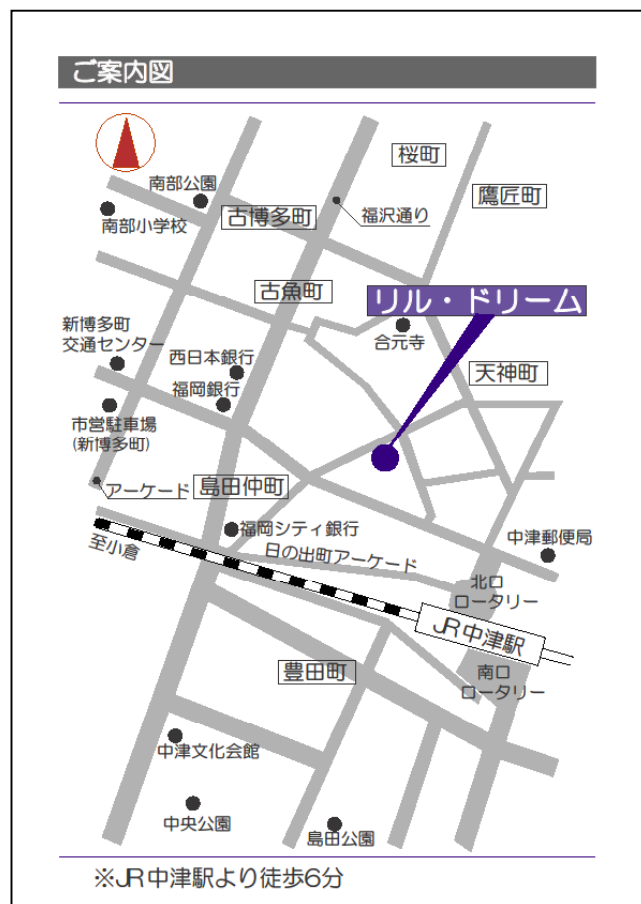 ご案内図
桜町
南部公園
鷹匠町
南部小学校
古博多町
福沢通り
古魚町
リル・ドリーム
新博多町
交通センター
合元寺
西日本銀行
天神町
福岡銀行
市営駐車場
(新博多町)
アーケード
島田仲町
福岡シティ銀行
中津郵便局
至小倉
日の出町アーケード
北口
ロータリー
JR中津駅
豊田町
南口
ロータリー
中津文化会館
中央公園
島田公園
※JR中津駅より徒歩6分